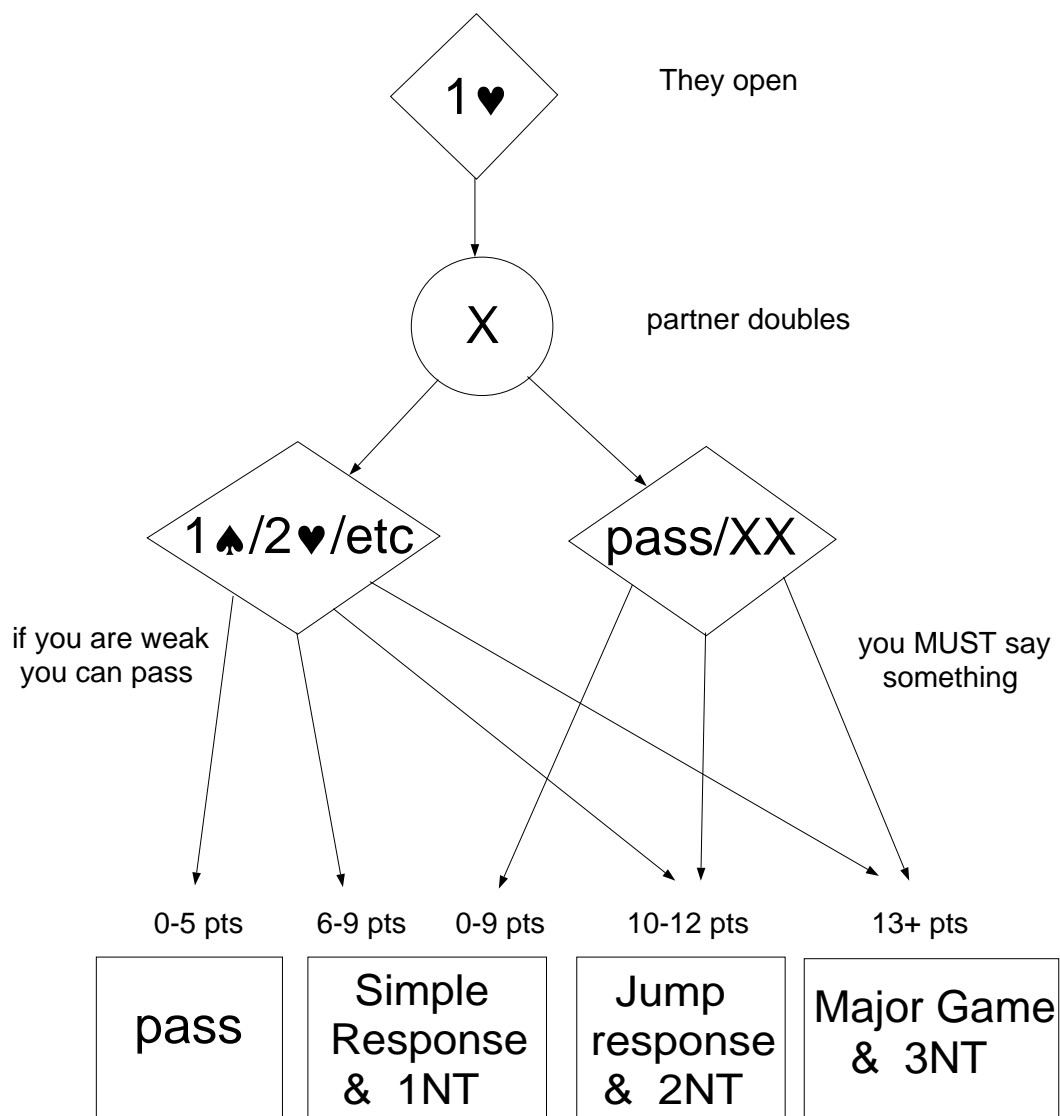 1♥
They open
X
partner doubles
1♠/2♥/etc
pass/XX
if you are weak
you can pass
you MUST say
something
0-5 pts
6-9 pts
0-9 pts
10-12 pts
13+ pts
pass
Simple
Response
& 1NT
Jump
response
& 2NT
Major Game
& 3NT